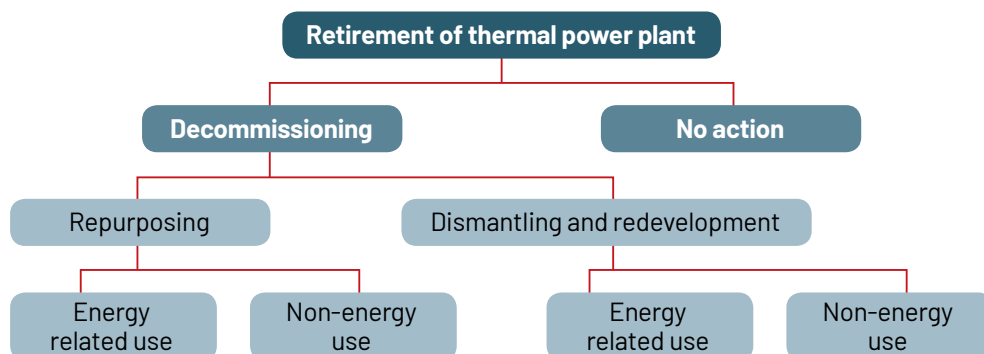 Retirement of thermal power plant
Decommissioning
No action
Repurposing
Dismantling and redevelopment
Energy
related use
Non-energy
use
Energy
related use
Non-energy
use